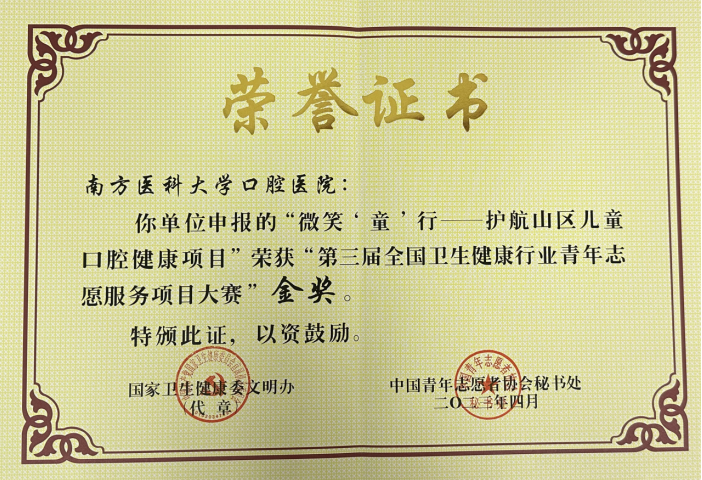 荣誉证书
南方医科大学口腔医院：
你单位申报的“微笑‘童’行——护航山区儿童
口腔健康项目”荣获“第三届全国卫生健康行业青年志
愿服务项目大赛”金奖。
特颁此证，以资鼓励。
国家卫生健康委文明办
（代章）
中国青年志愿者协会秘书处
年四月